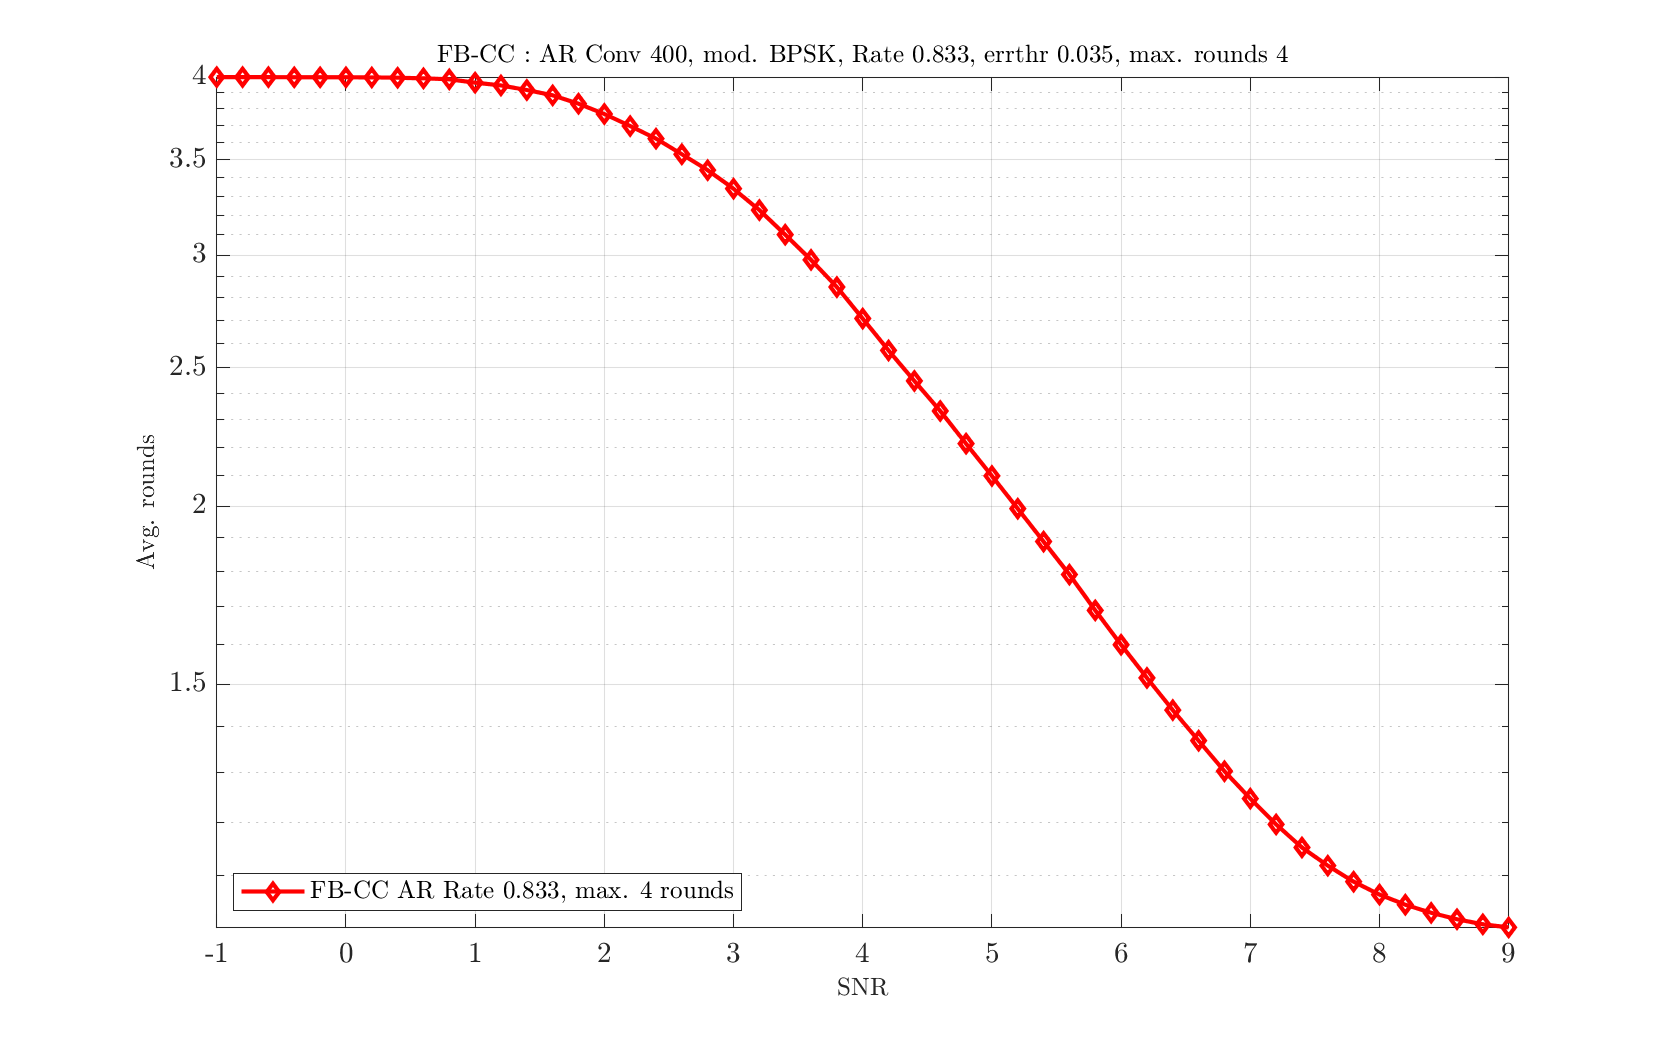 FB-CC : AR Conv 400, mod. BPSK, Rate 0.833, errthr 0.035, max. rounds 4
4
3.5
3
2.5
2
1.5
Avg. rounds
FB-CC AR Rate 0.833, max. 4 rounds
-1 0 1 2 3 4 5 6 7 8 9
SNR